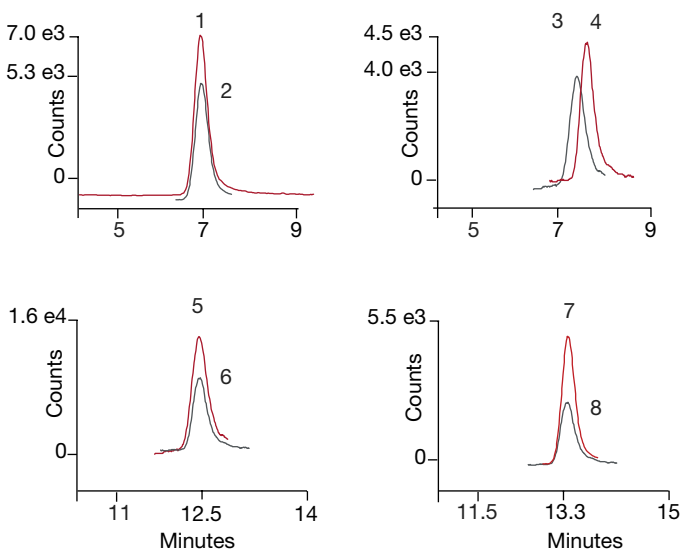 1
7.0 e3
5.3 e3
2
Counts
0
5 7 9
3 4
4.5 e3
4.0 e3
Counts
0
5 7 9
5
1.6 e4
6
Counts
0
11 12.5 14
Minutes
7
5.5 e3
8
Counts
0
11.5 13.3 15
Minutes